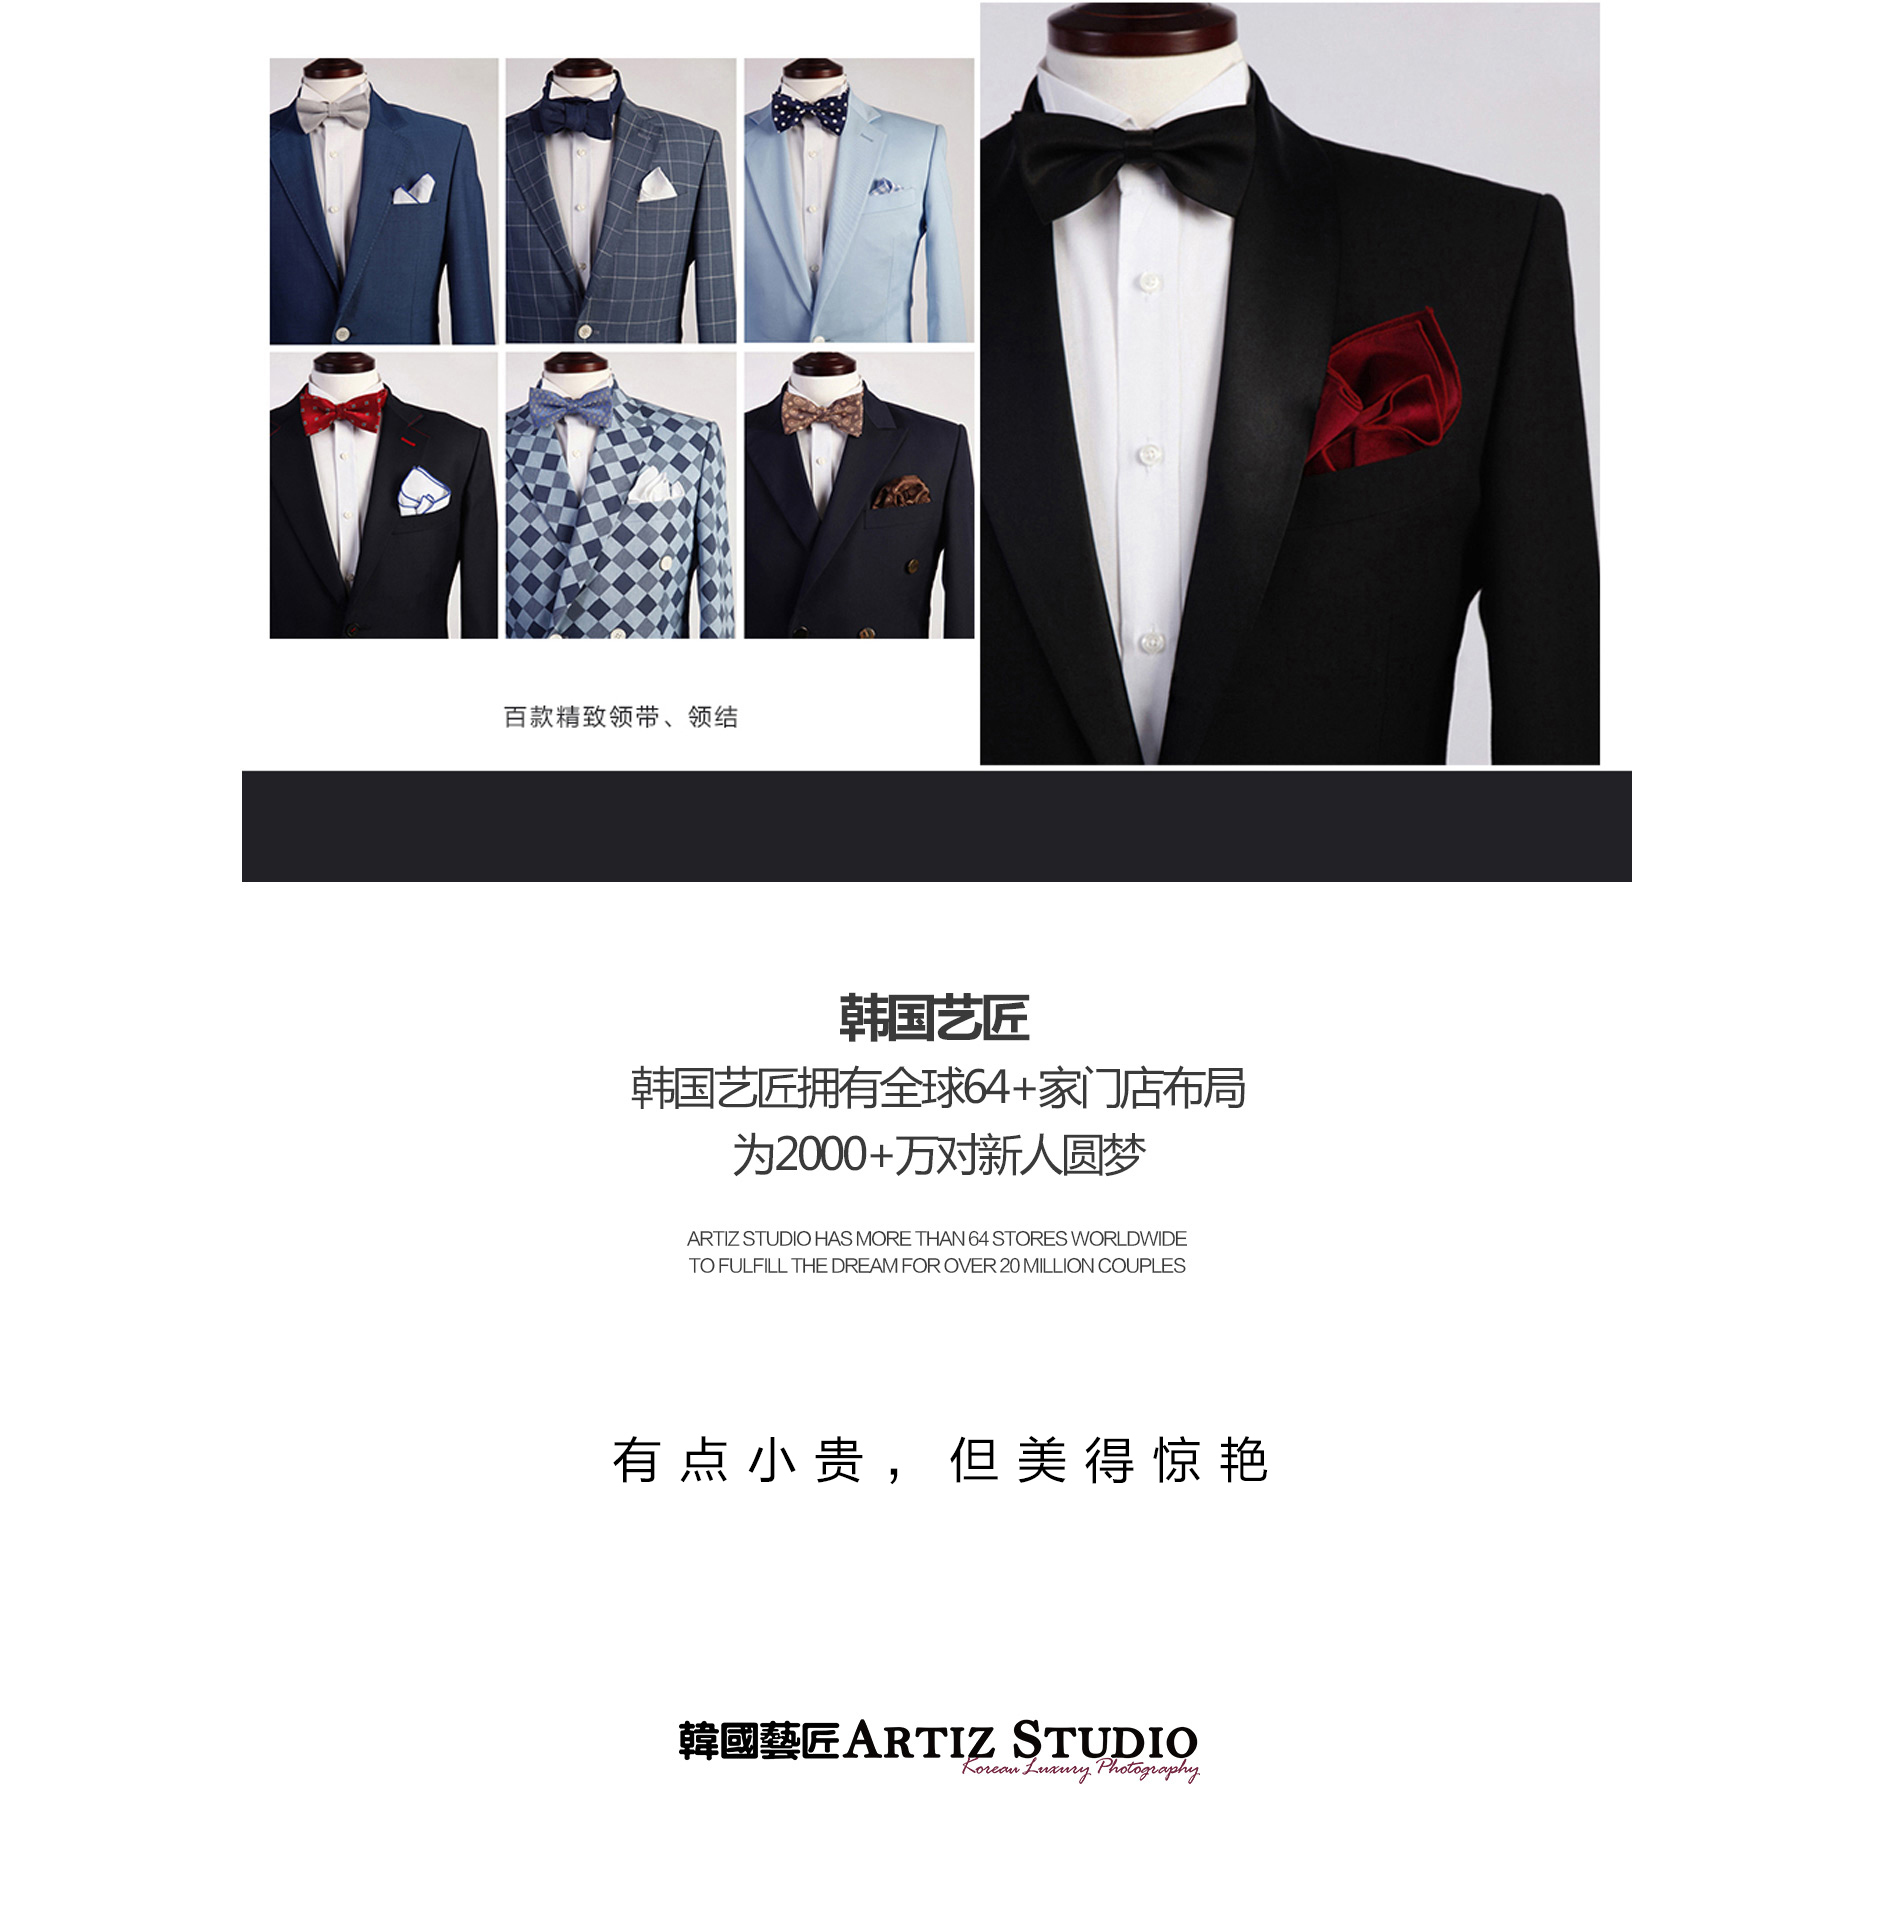 百款精致领带、领结
韩国艺匠
韩国艺匠拥有全球64+家门店布局
为2000+万对新人圆梦
ARTIZ STUDIO HAS MORE THAN 64 STORES WORLDWIDE
TO FULFILL THE DREAM FOR OVER 20 MILLION COUPLES
有点小贵，但美得惊艳
韓國藝匠ARTIZ STUDIO
Korean Luxury Photography